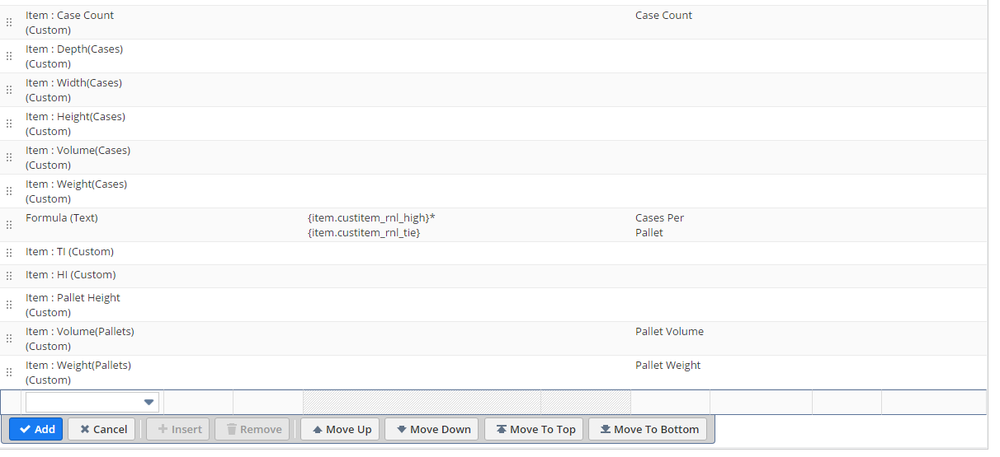 Item : Case Count
(Custom)
Case Count
Item : Depth(Cases)
(Custom)
Item : Width(Cases)
(Custom)
Item : Height(Cases)
(Custom)
Item : Volume(Cases)
(Custom)
Item : Weight(Cases)
(Custom)
Formula (Text)
{item.custitem_rnl_high}*
{item.custitem_rnl_tie}
Cases Per
Pallet
Item : TI (Custom)
Item : HI (Custom)
Item : Pallet Height
(Custom)
Item : Volume(Pallets)
(Custom)
Pallet Volume
Item : Weight(Pallets)
(Custom)
Pallet Weight
Add Cancel Insert Remove Move Up Move Down Move To Top Move To Bottom